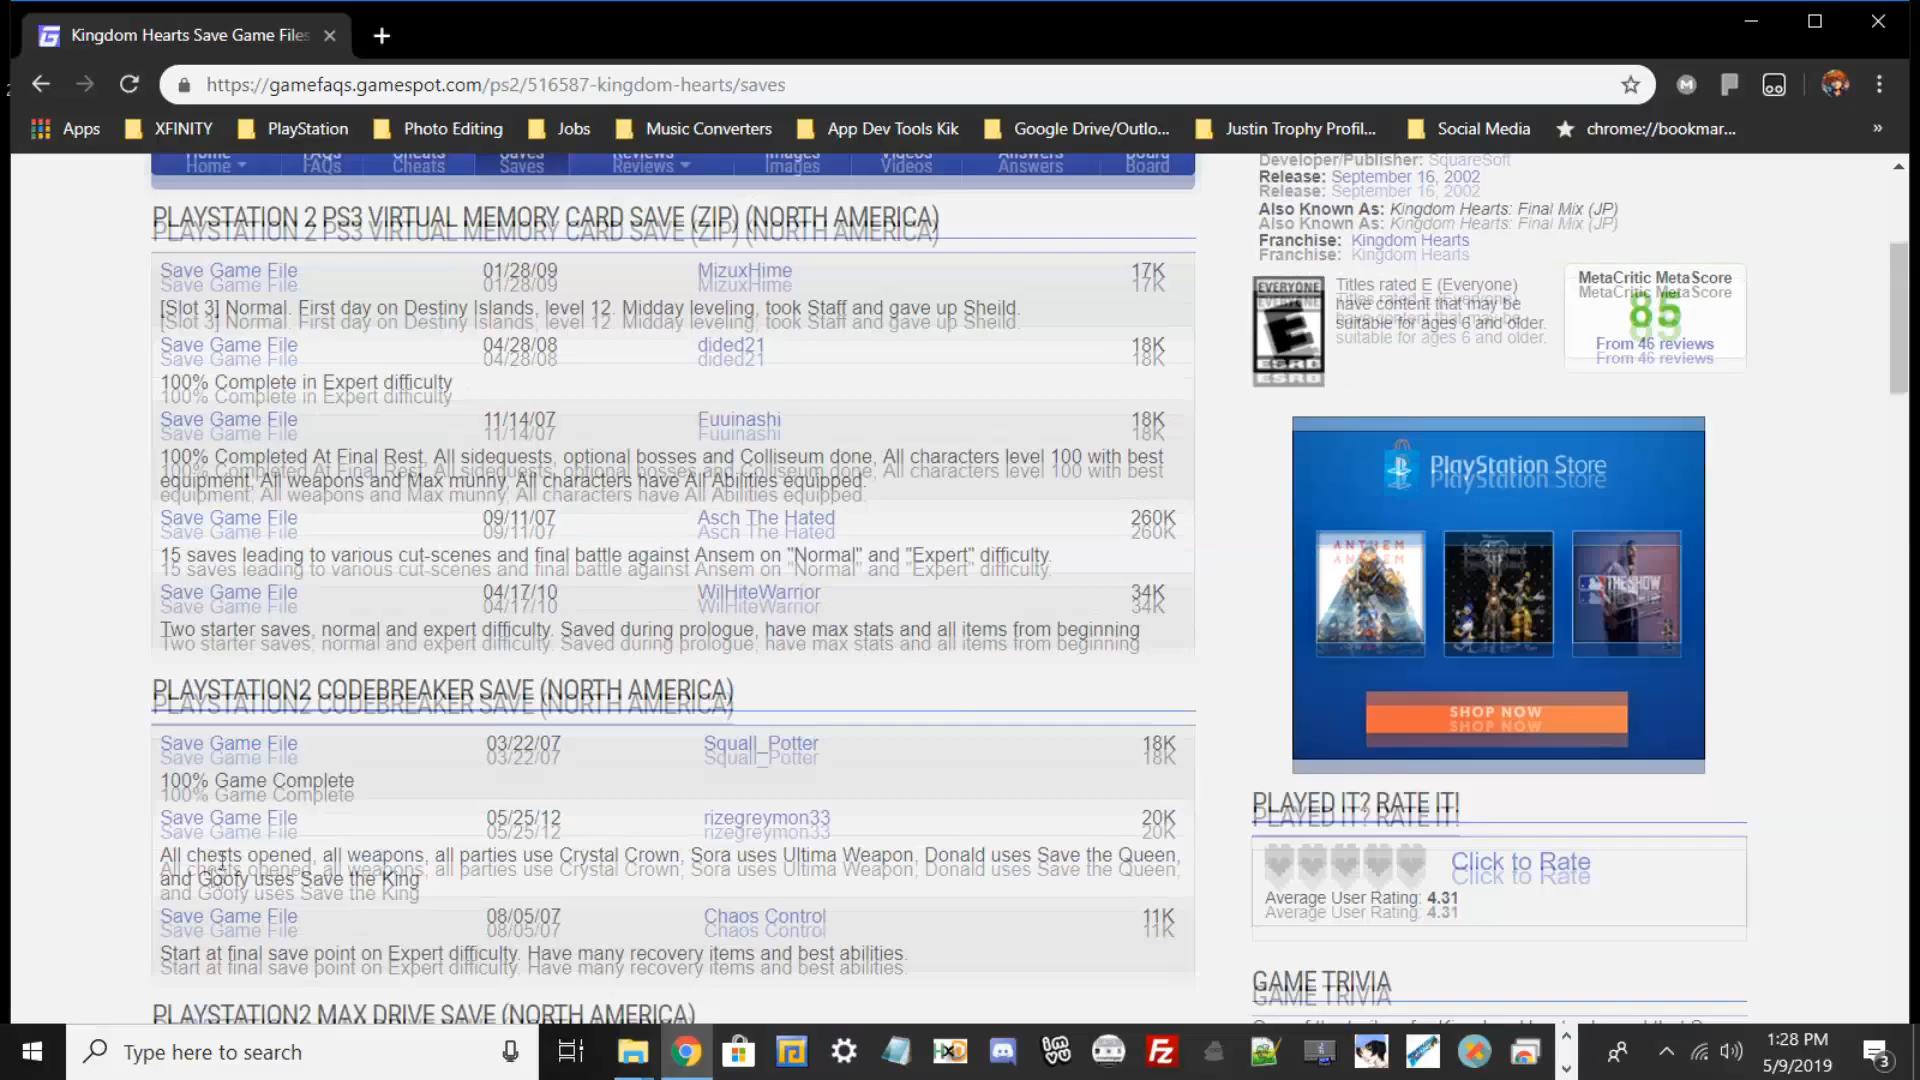 Kingdom Hearts Save Game Files
https://gamefaqs.gamespot.com/ps2/516587-kingdom-hearts/saves
Apps XFINITY PlayStation Photo Editing Jobs Music Converters App Dev Tools Kik Google Drive/Outlo... Justin Trophy Profil... Social Media chrome://bookmar... »
Home FAQs Cheats Saves Reviews Images Videos Answers Board
PLAYSTATION 2 PS3 VIRTUAL MEMORY CARD SAVE (ZIP) (NORTH AMERICA)
Save Game File 01/28/09 MizuxHime 17K
[Slot 3] Normal. First day on Destiny Islands, level 12. Midday leveling, took Staff and gave up Sheild.
Save Game File 04/28/08 dided21 18K
100% Complete in Expert difficulty
Save Game File 11/14/07 Fuuinashi 18K
100% Completed At Final Rest, All sidequests, optional bosses and Colliseum done, All characters level 100 with best
equipment, All weapons and Max munny, All characters have All Abilities equipped.
Save Game File 09/11/07 Asch The Hated 260K
15 saves leading to various cut-scenes and final battle against Ansem on "Normal" and "Expert" difficulty.
Save Game File 04/17/10 WilHiteWarrior 34K
Two starter saves, normal and expert difficulty. Saved during prologue, have max stats and all items from beginning
PLAYSTATION2 CODEBREAKER SAVE (NORTH AMERICA)
Save Game File 03/22/07 Squall_Potter 18K
100% Game Complete
Save Game File 05/25/12 rizegreymon33 20K
All chests opened, all weapons, all parties use Crystal Crown, Sora uses Ultima Weapon, Donald uses Save the Queen,
and Goofy uses Save the King
Save Game File 08/05/07 Chaos Control 11K
Start at final save point on Expert difficulty. Have many recovery items and best abilities.
PLAYSTATION2 MAX DRIVE SAVE (NORTH AMERICA)
Developer/Publisher: SquareSoft
Release: September 16, 2002
Also Known As: Kingdom Hearts: Final Mix (JP)
Franchise: Kingdom Hearts
EVERYONE
E
ESRB
Titles rated E (Everyone)
have content that may be
suitable for ages 6 and older.
MetaCritic MetaScore
85
From 46 reviews
PlayStation Store
ANTHEM
THE SHOW
SHOP NOW
PLAYED IT? RATE IT!
Click to Rate
Average User Rating: 4.31
GAME TRIVIA
Type here to search
1:28 PM
5/9/2019
3